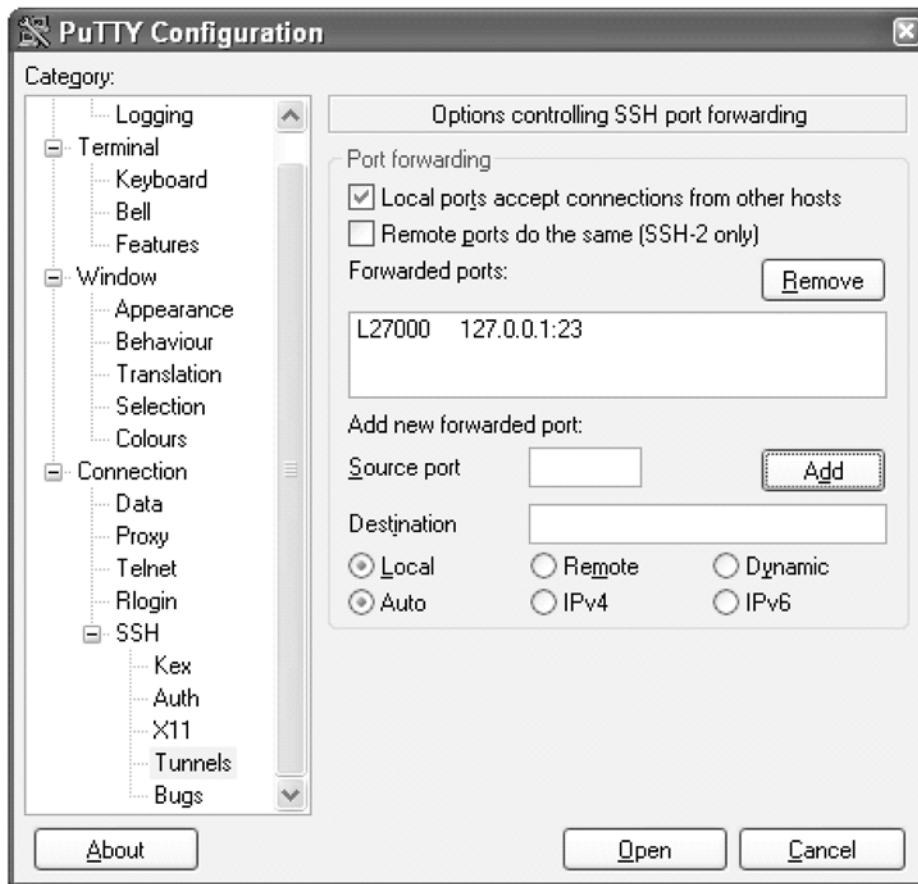 PuTTY Configuration
Category:
Logging
Terminal
Keyboard
Bell
Features
Window
Appearance
Behaviour
Translation
Selection
Colours
Connection
Data
Proxy
Telnet
Rlogin
SSH
Kex
Auth
X11
Tunnels
Bugs
Options controlling SSH port forwarding
Port forwarding
Local ports accept connections from other hosts
Remote ports do the same (SSH-2 only)
Forwarded ports:
Remove
L27000 127.0.0.1:23
Add new forwarded port:
Source port
Add
Destination
Local Remote Dynamic
Auto IPv4 IPv6
About Open Cancel